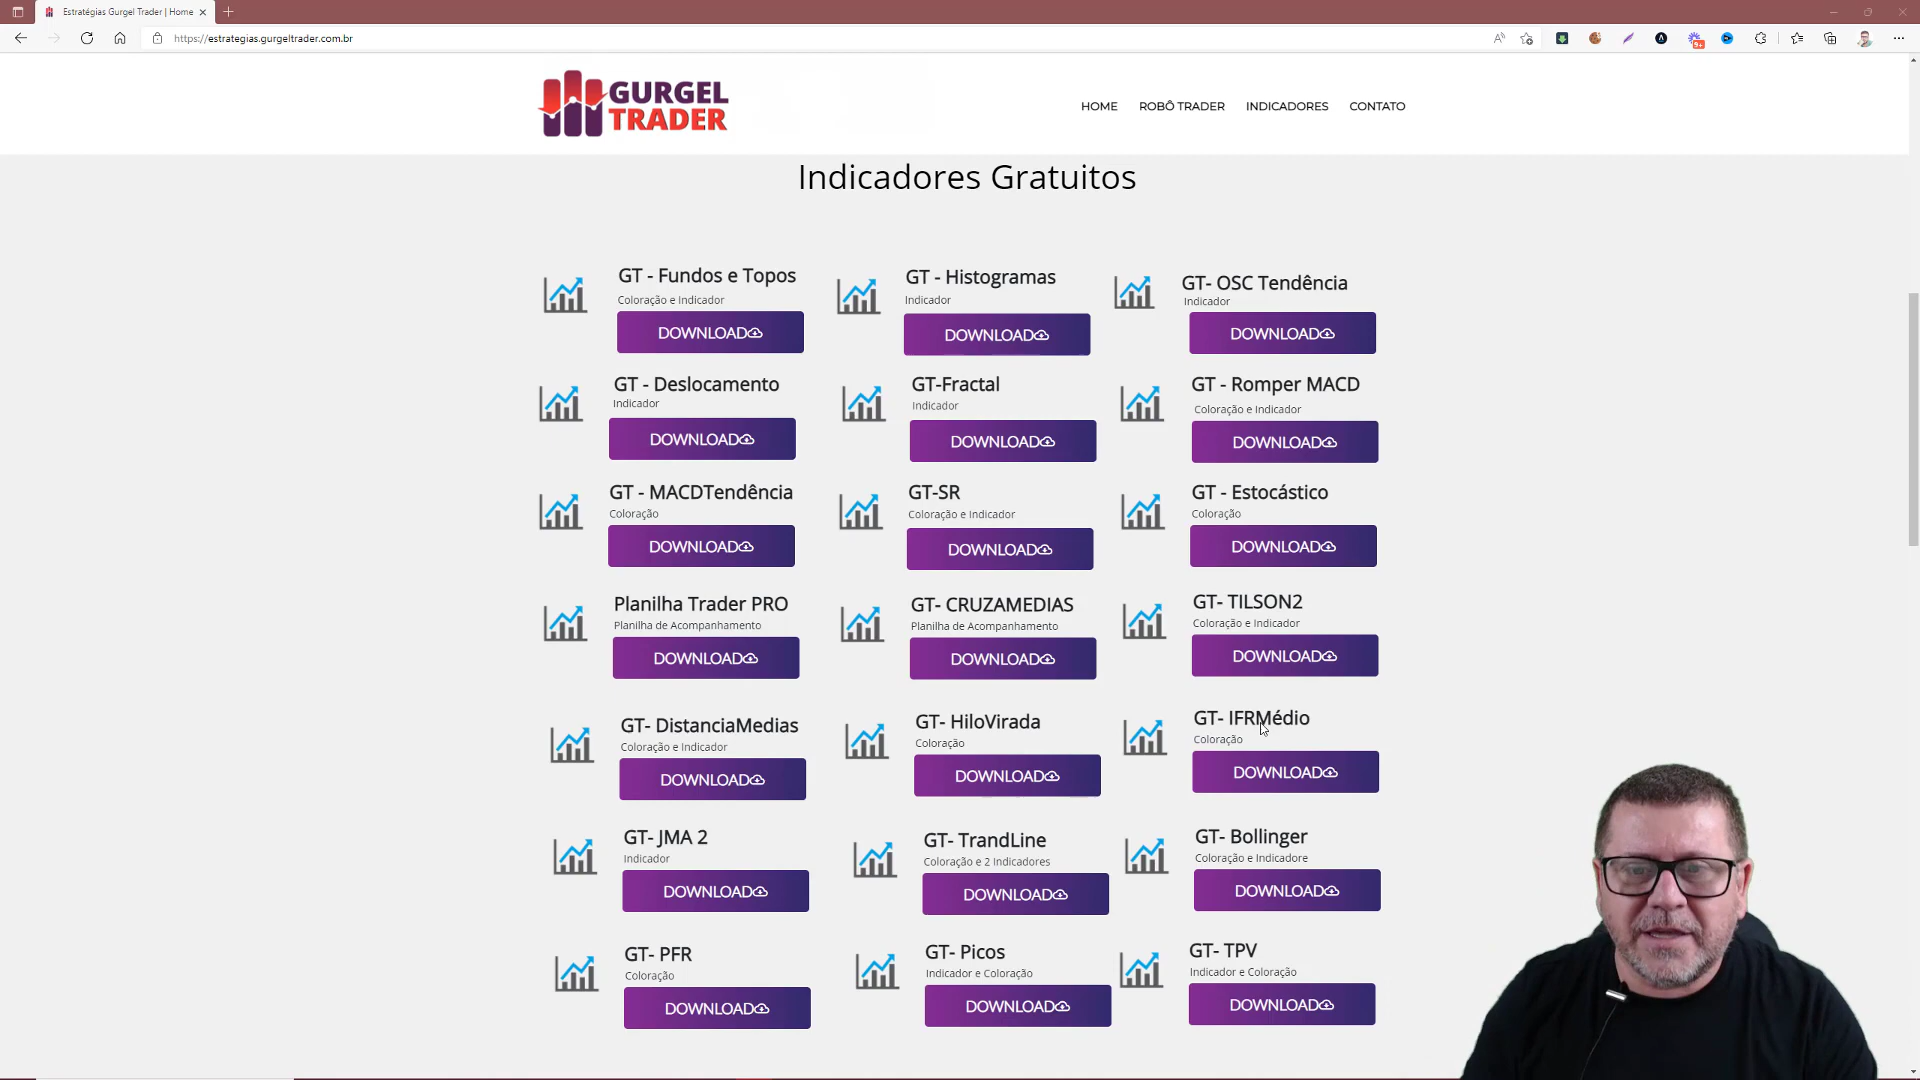 Estratégias Gurgel Trader | Home
https://estrategias.gurgeltrader.com.br
9+
GURGEL
TRADER
HOME
ROBÔ TRADER
INDICADORES
CONTATO
Indicadores Gratuitos
GT - Fundos e Topos
Coloração e Indicador
DOWNLOAD
GT - Histogramas
Indicador
DOWNLOAD
GT- OSC Tendência
Indicador
DOWNLOAD
GT - Deslocamento
Indicador
DOWNLOAD
GT-Fractal
Indicador
DOWNLOAD
GT - Romper MACD
Coloração e Indicador
DOWNLOAD
GT - MACDTendência
Coloração
DOWNLOAD
GT-SR
Coloração e Indicador
DOWNLOAD
GT - Estocástico
Coloração
DOWNLOAD
Planilha Trader PRO
Planilha de Acompanhamento
DOWNLOAD
GT- CRUZAMEDIAS
Planilha de Acompanhamento
DOWNLOAD
GT- TILSON2
Coloração e Indicador
DOWNLOAD
GT- DistanciaMedias
Coloração e Indicador
DOWNLOAD
GT- HiloVirada
Coloração
DOWNLOAD
GT- IFRMédio
Coloração
DOWNLOAD
GT- JMA 2
Indicador
DOWNLOAD
GT- TrandLine
Coloração e 2 Indicadores
DOWNLOAD
GT- Bollinger
Coloração e Indicadore
DOWNLOAD
GT- PFR
Coloração
DOWNLOAD
GT- Picos
Indicador e Coloração
DOWNLOAD
GT- TPV
Indicador e Coloração
DOWNLOAD